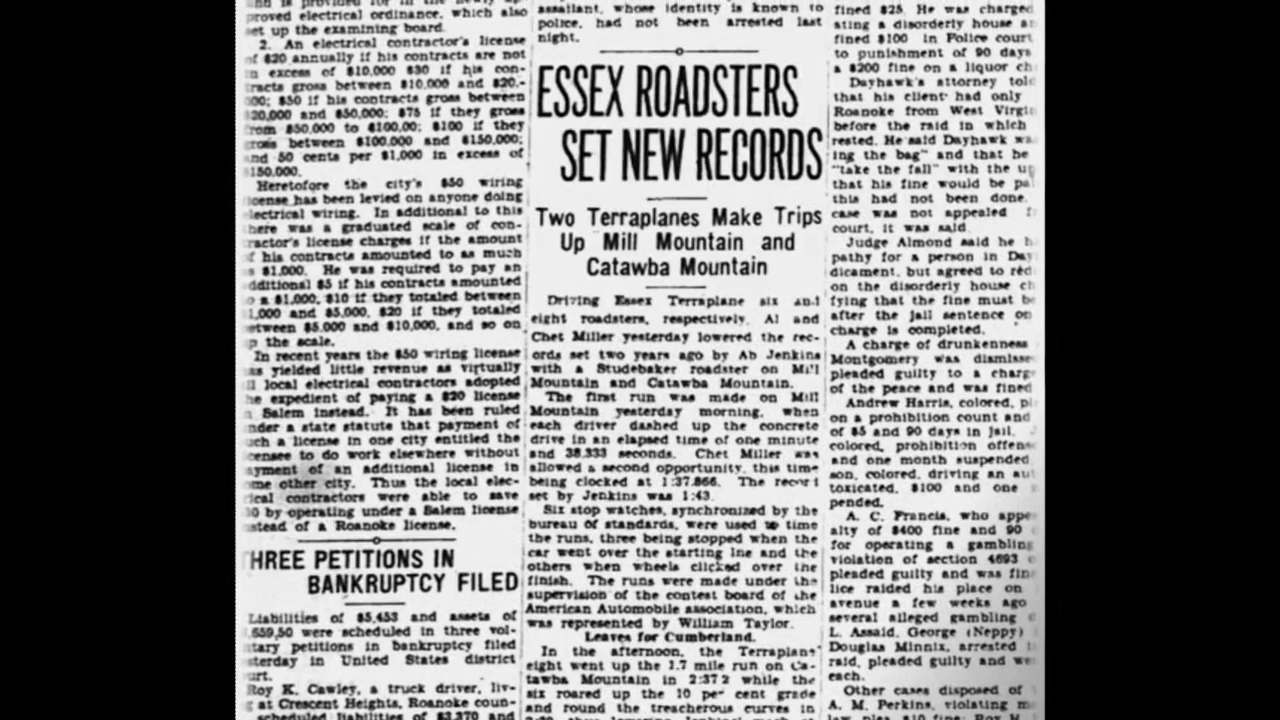 proved electrical ordinance, which also
set up the examining board.
2. An electrical contractor's license
of $20 annually if his contracts are not
in excess of $10,000 $30 if his con-
tracts gross between $10,000 and $20,-
000; $50 if his contracts gross between
$20,000 and $50,000; $75 if they gross
from $50,000 to $100,00; $100 if they
gross between $100,000 and $150,000;
and 50 cents per $1,000 in excess of
$150,000.
Heretofore the city's $50 wiring
license has been levied on anyone doing
electrical wiring. In additional to this
there was a graduated scale of con-
ractor's license charges if the amount
f his contracts amounted to as much
s $1,000. He was required to pay an
dditional $5 if his contracts amounted
o a $1,000, $10 if they totaled between
1,000 and $5,000, $20 if they totaled
etween $5,000 and $10,000, and so on
p the scale.
In recent years the $50 wiring license
as yielded little revenue as virtually
l local electrical contractors adopted
he expedient of paying a $20 license
n Salem instead. It has been ruled
nder a state statute that payment of
uch a license in one city entitled the
censee to do work elsewhere without
ayment of an additional license in
me other city. Thus the local elec-
ical contractors were able to save
30 by operating under a Salem license
stead of a Roanoke license.
HREE PETITIONS IN
BANKRUPTCY FILED
Liabilities of $5,453 and assets of
,659,50 were scheduled in three vol-
tary petitions in bankruptcy filed
sterday in United States district
urt.
Roy K. Cawley, a truck driver, liv-
g at Crescent Heights, Roanoke coun-
scheduled liabilities of $3,370 and
assailant, whose identity is known to
police, had not been arrested last
night.
ESSEX ROADSTERS
SET NEW RECORDS
Two Terraplanes Make Trips
Up Mill Mountain and
Catawba Mountain
Driving Essex Terraplane six and
eight roadsters, respectively, Al and
Chet Miller yesterday lowered the rec-
ords set two years ago by Ab Jenkins
with a Studebaker roadster on Mill
Mountain and Catawba Mountain.
The first run was made on Mill
Mountain yesterday morning, when
each driver dashed up the concrete
drive in an elapsed time of one minute
and 38.333 seconds. Chet Miller was
allowed a second opportunity, this time
being clocked at 1:37.866. The record
set by Jenkins was 1:43.
Six stop watches, synchronized by the
bureau of standards, were used to time
the runs, three being stopped when the
car went over the starting lne and the
others when wheels clicked over the
finish. The runs were made under the
supervision of the contest board of the
American Automobile association, which
was represented by William Taylor.
Leaves for Cumberland.
In the afternoon, the Terraplane
eight went up the 1.7 mile run on Ca-
tawba Mountain in 2:37 2 while the
six roared up the 10 per cent grade
and round the treacherous curves in
fined $25. He was charged
ating a disorderly house a
fined $100 in Police court
to punishment of 90 days
a $200 fine on a liquor ch
Dayhawk's attorney told
that his client had only
Roanoke from West Virgi
before the raid in which
rested. He said Dayhawk wa
ing the bag" and that he
"take the fall" with the u
that his fine would be pa
this had not been done.
case was not appealed f
court, it was said.
Judge Almond said he h
pathy for a person in Day
dicament, but agreed to red
on the disorderly house ch
fying that the fine must be
after the jail sentence on
charge is completed.
A charge of drunkenness
Montgomery was dismisse
pleaded guilty to a charge
of the peace and was fined
Andrew Harris, colored, pl
on a prohibition count and
of $5 and 90 days in jail.
colored, prohibition offense
and one month suspended
son, colored, driving an aut
toxicated, $100 and one
pended.
A. C. Francis, who appe
alty of $400 fine and 90
for operating a gambling
violation of section 4693
pleaded guilty and was fine
lice raided his place on
avenue a few weeks ago
several alleged gambling
L. Assaid, George (Neppy)
Douglas Minnix, arrested i
raid, pleaded guilty and we
each.
Other cases disposed of
A. M. Perkins, violating m